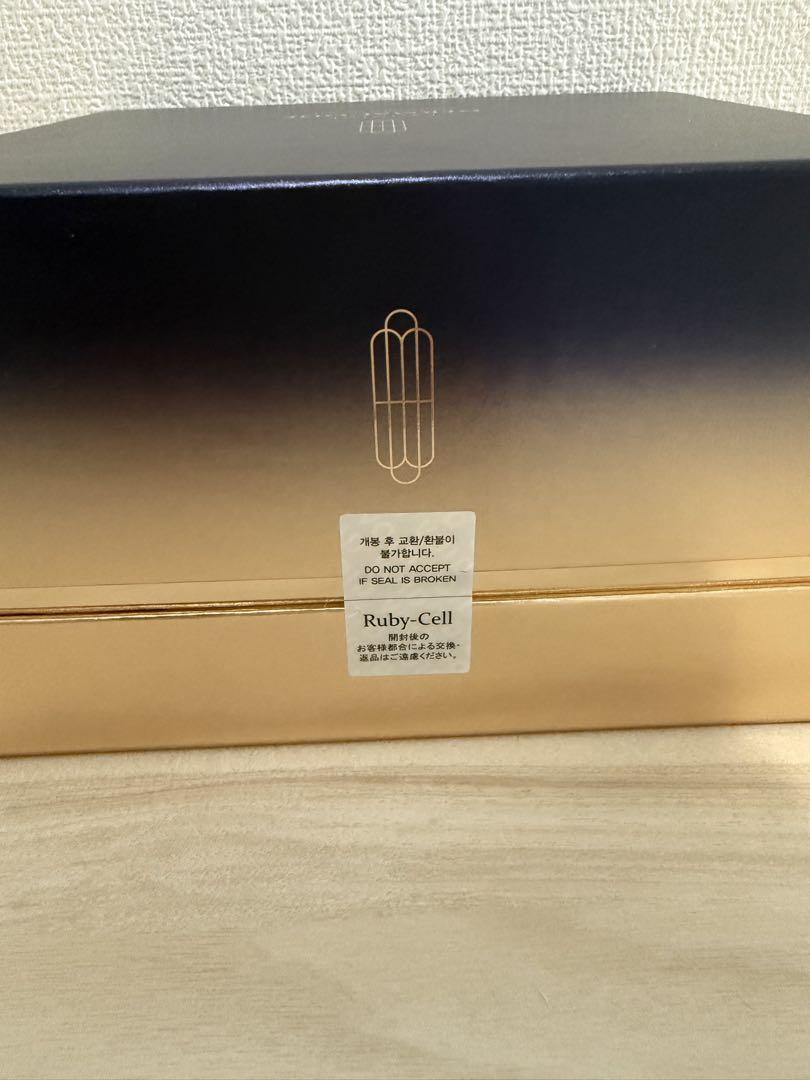 개봉 후 교환/환불이
불가합니다.
DO NOT ACCEPT
IF SEAL IS BROKEN
Ruby-Cell
開封後の
お客様都合による交換・
返品はご遠慮ください。